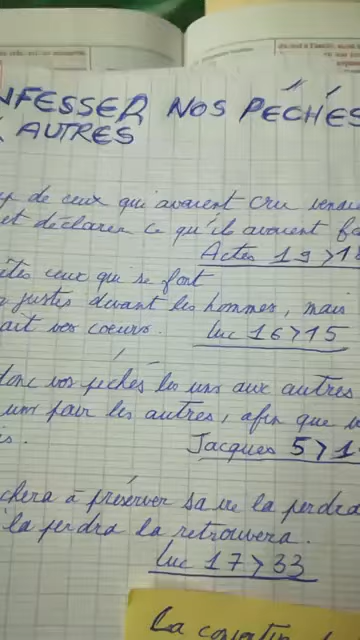 NFESSER NOS PÉCHÉS
AUTRES
de ceux qui avaient cru
et déclarer ce qu'ils avaient
Actes 19>18
êtes ceux qui se font
justes devant les hommes, mais
ait vos coeurs. Luc 16>15
donc vos péchés les uns aux autres
uns pour les autres, afin que
Jacques 5>1
chera à préserver sa vie la perdra
la perdra la retrouvera.
Luc 17>33
La